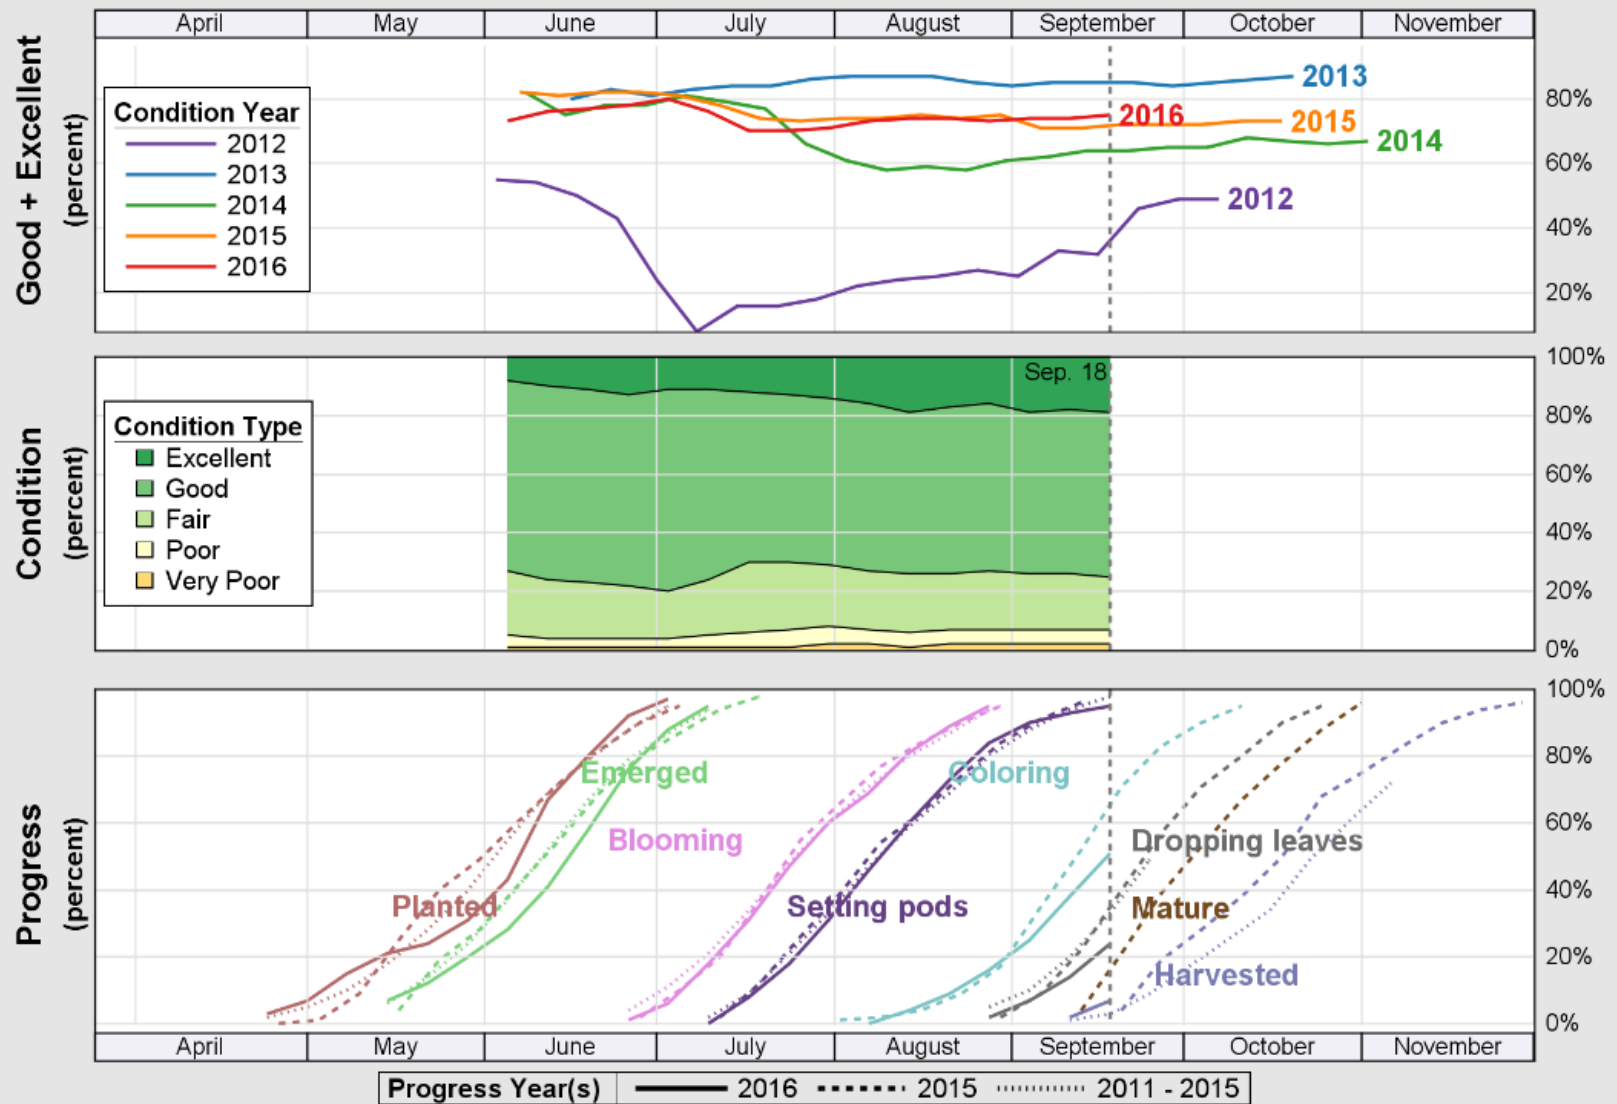 April May June July August September October November
Good + Excellent
(percent)
Condition Year
2012
2013
2014
2015
2016
2013
2016
2015
2014
2012
80%
60%
40%
20%
Condition
(percent)
Condition Type
Excellent
Good
Fair
Poor
Very Poor
Sep. 18
100%
80%
60%
40%
20%
0%
Progress
(percent)
Planted
Emerged
Blooming
Setting pods
Coloring
Dropping leaves
Mature
Harvested
100%
80%
60%
40%
20%
0%
April May June July August September October November
Progress Year(s) 2016 2015 2011 - 2015